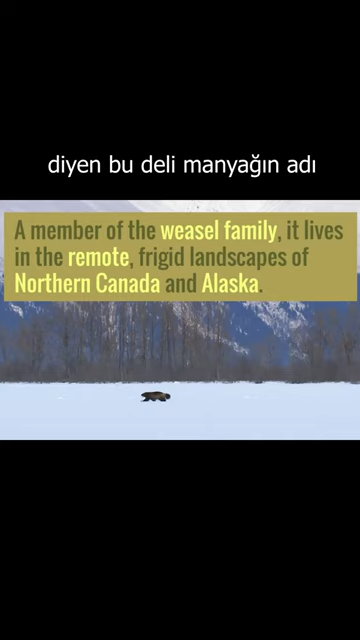 diyen bu deli manyağın adı
A member of the weasel family, it lives
in the remote, frigid landscapes of
Northern Canada and Alaska.